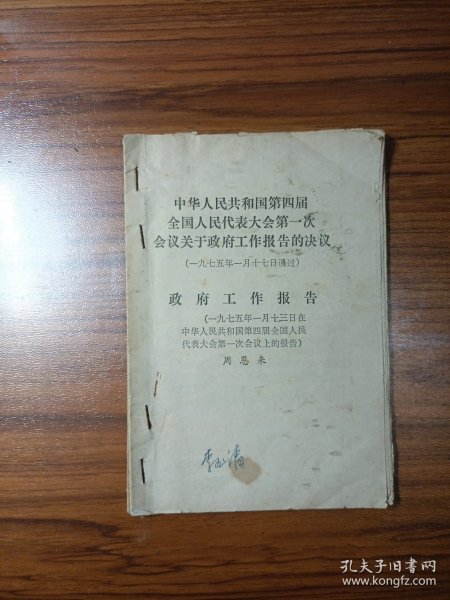 中华人民共和国第四届
全国人民代表大会第一次
会议关于政府工作报告的决议
(一九七五年一月十七日通过)
政府工作报告
(一九七五年一月十三日在
中华人民共和国第四届全国人民
代表大会第一次会议上的报告)
周恩来
孔夫子旧书网
www.kongfz.com